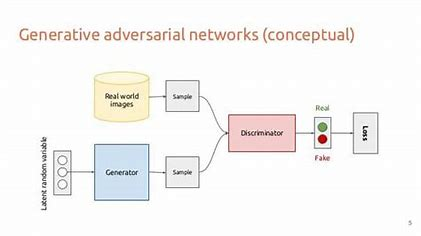 Generative adversarial networks (conceptual)
Real world
images
Sample
Real
Discriminator
Loss
Fake
Latent random variable
Generator
Sample
5